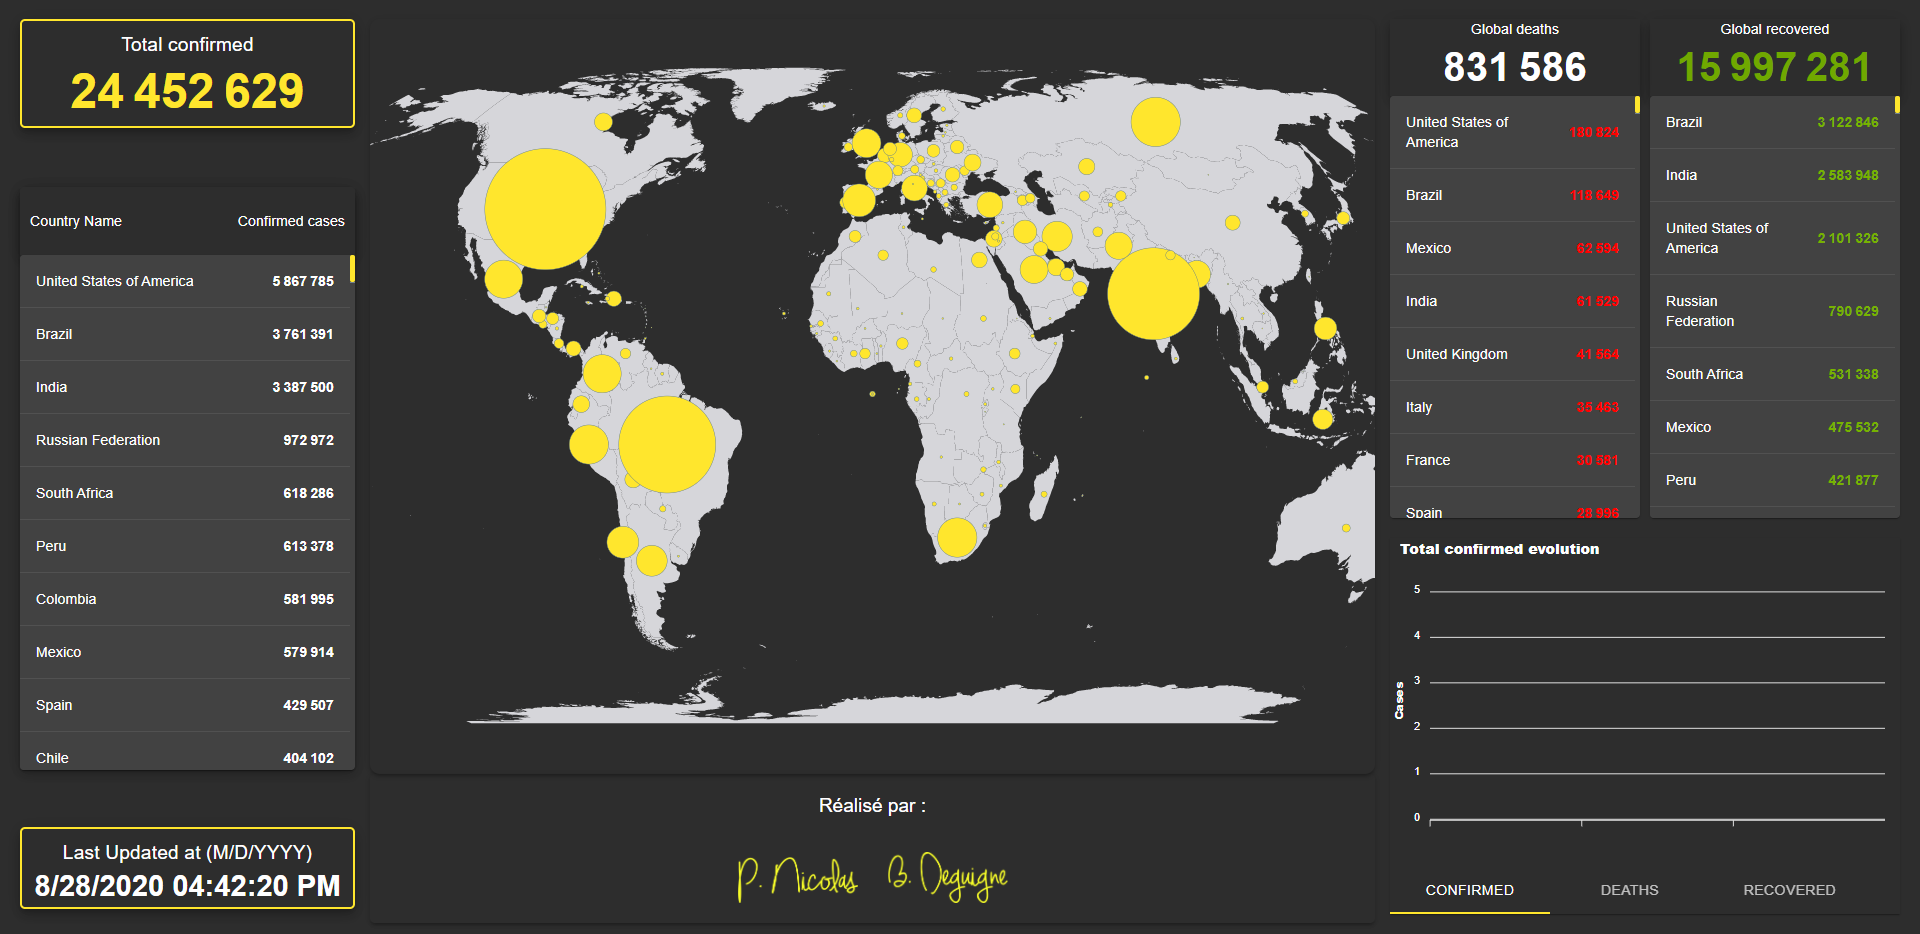 Total confirmed
24 452 629
Country Name Confirmed cases
United States of America 5 867 785
Brazil 3 761 391
India 3 387 500
Russian Federation 972 972
South Africa 618 286
Peru 613 378
Colombia 581 995
Mexico 579 914
Spain 429 507
Chile 404 102
Last Updated at (M/D/YYYY)
8/28/2020 04:42:20 PM
Réalisé par :
P. Nicolas B. Deguigne
Global deaths
831 586
United States of
America 180 824
Brazil 118 649
Mexico 62 594
India 61 529
United Kingdom 41 564
Italy 35 463
France 30 581
Spain 28 996
Global recovered
15 997 281
Brazil 3 122 846
India 2 583 948
United States of
America 2 101 326
Russian
Federation 790 629
South Africa 531 338
Mexico 475 532
Peru 421 877
Total confirmed evolution
Cases
5
4
3
2
1
0
CONFIRMED DEATHS RECOVERED